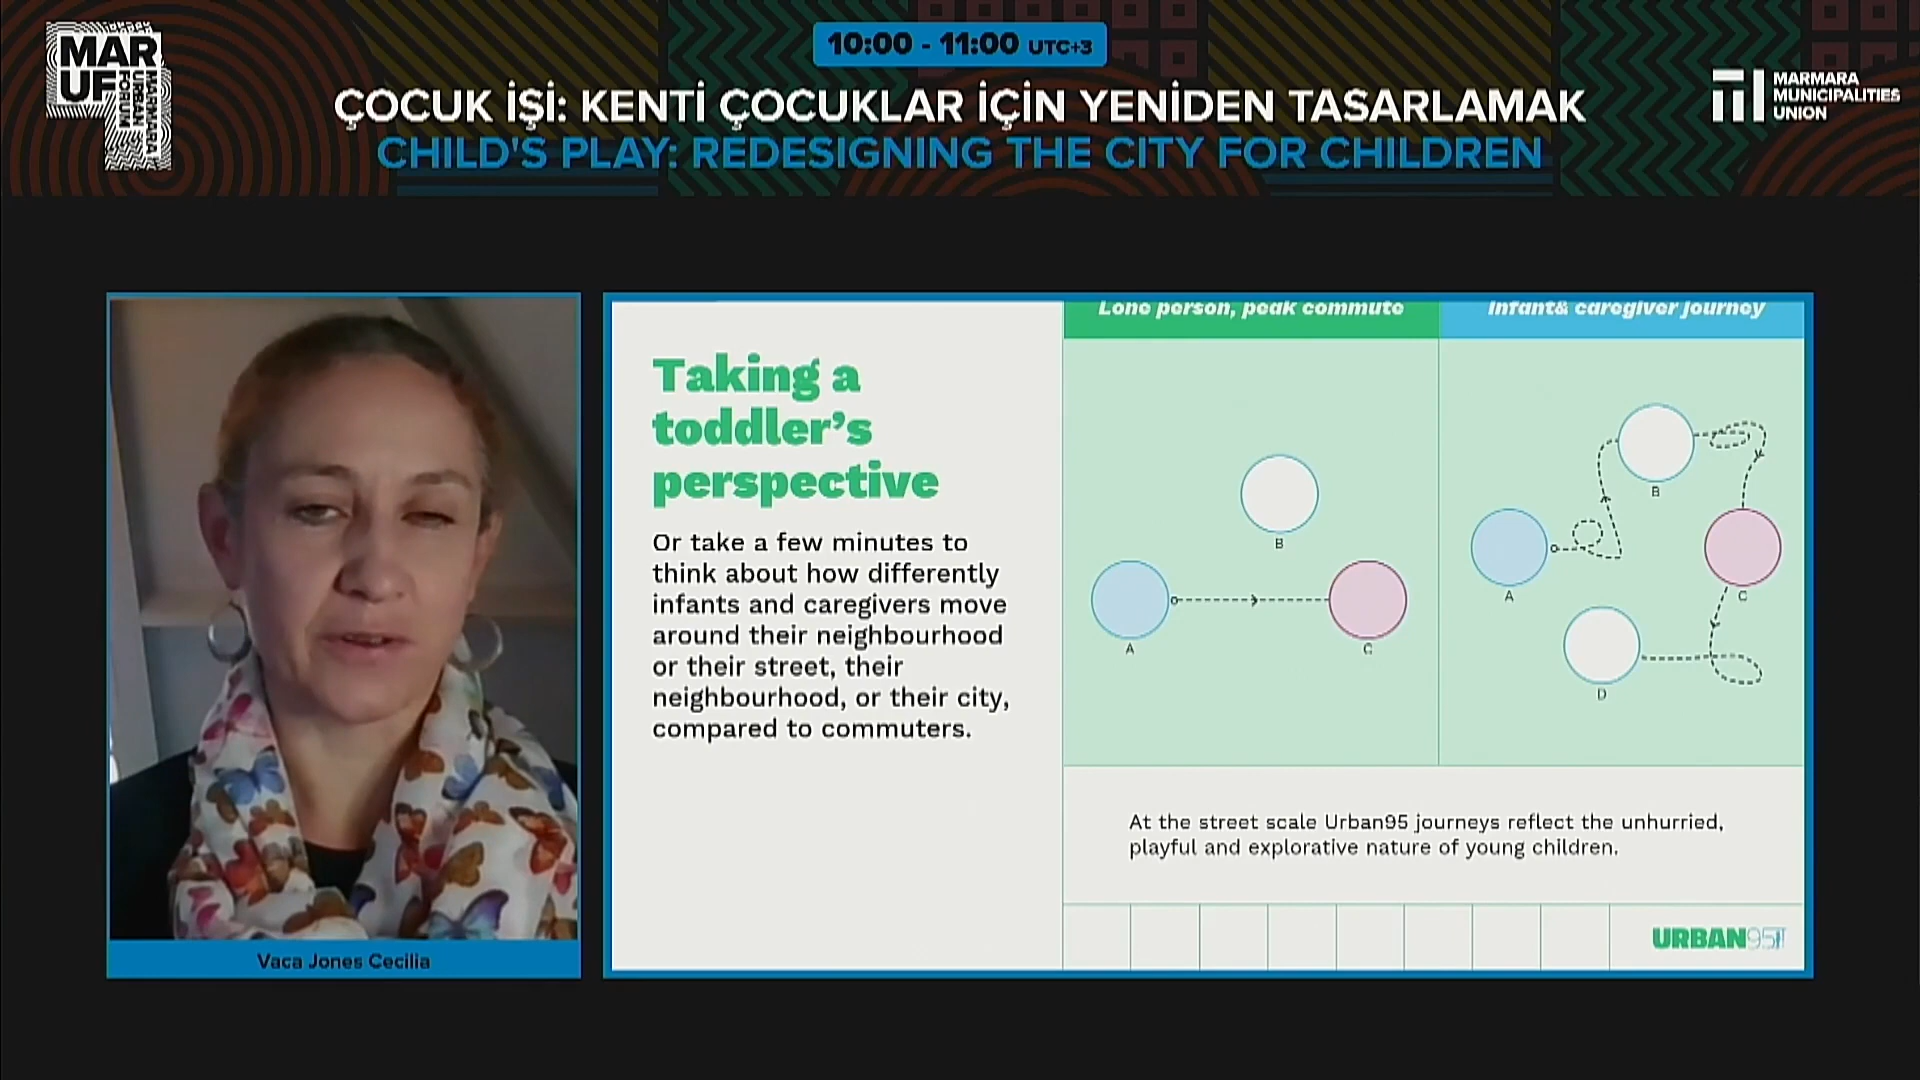 MAR
UF
MARMARA
URBAN
FORUM
10:00 - 11:00 UTC+3
ÇOCUK İŞİ: KENTİ ÇOCUKLAR İÇİN YENİDEN TASARLAMAK
CHILD'S PLAY: REDESIGNING THE CITY FOR CHILDREN
MARMARA
MUNICIPALITIES
UNION
Vaca Jones Cecilia
Taking a
toddler's
perspective
Or take a few minutes to
think about how differently
infants and caregivers move
around their neighbourhood
or their street, their
neighbourhood, or their city,
compared to commuters.
Lone person, peak commute
Infant& caregiver journey
B
A
C
B
A
C
D
At the street scale Urban95 journeys reflect the unhurried,
playful and explorative nature of young children.
URBAN95